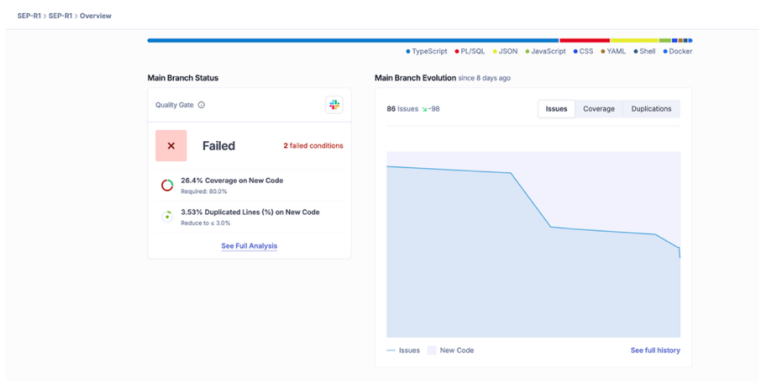 SEP-R1 > SEP-R1 > Overview
TypeScript PL/SQL JSON JavaScript CSS YAML Shell Docker
Main Branch Status
Quality Gate
Failed
2 failed conditions
26.4% Coverage on New Code
Required: 80.0%
3.53% Duplicated Lines (%) on New Code
Reduce to ≤ 3.0%
See Full Analysis
Main Branch Evolution since 8 days ago
86 Issues -98
Issues Coverage Duplications
Issues New Code
See full history